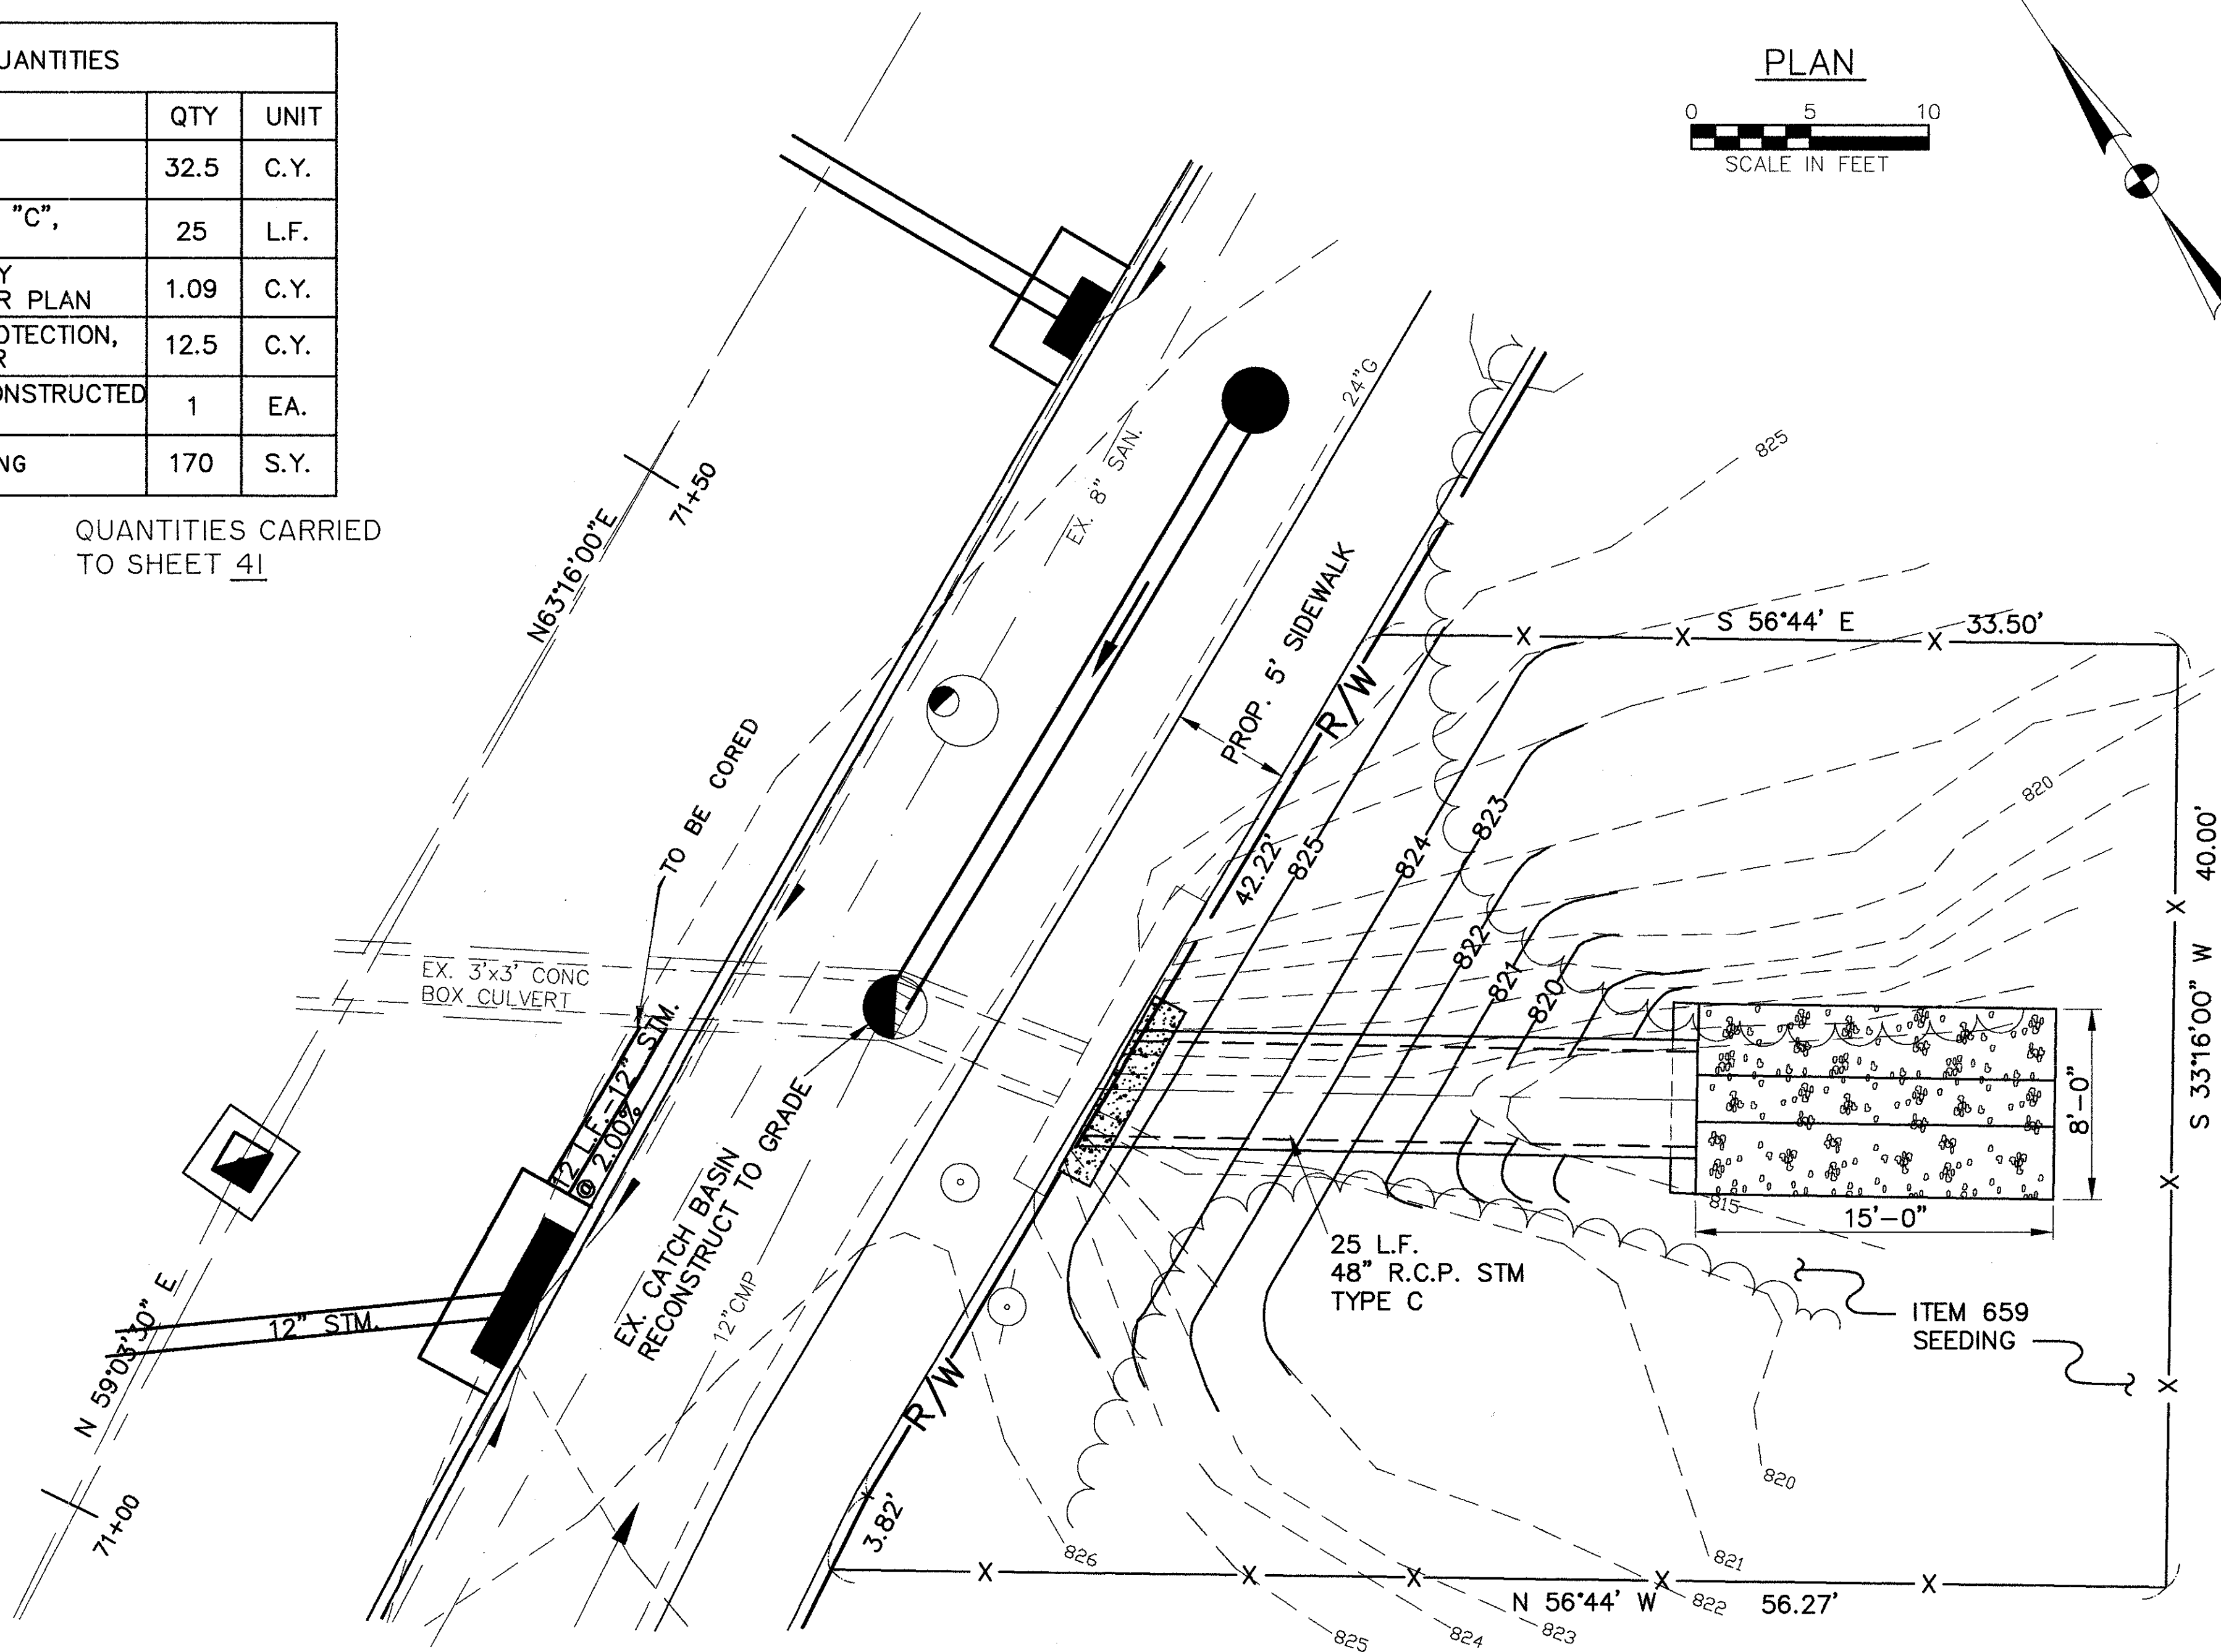 UANTITIES
QTY UNIT
32.5 C.Y.
"C",
25 L.F.
Y
R PLAN
1.09 C.Y.
OTECTION,
R
12.5 C.Y.
ONSTRUCTED
1 EA.
NG 170 S.Y.
QUANTITIES CARRIED
TO SHEET 41
PLAN
0 5 10
SCALE IN FEET
71+50
N63°16'00"E
EX. 8" SAN.
24"G
825
PROP. 5' SIDEWALK
R/W
S 56°44' E 33.50'
TO BE CORED
42.22'
825
824
823
822
821
820
820
S 33°16'00" W 40.00'
EX. 3'x3' CONC
BOX CULVERT
12 L.F.-12" STM.
@ 2.00%
EX. CATCH BASIN
RECONSTRUCT TO GRADE
12"CMP
8'-0"
15'-0"
815
25 L.F.
48" R.C.P. STM
TYPE C
ITEM 659
SEEDING
12" STM.
N 59°03'30" E
71+00
R/W
3.82'
826
820
821
822
823
824
825
N 56°44' W 56.27'